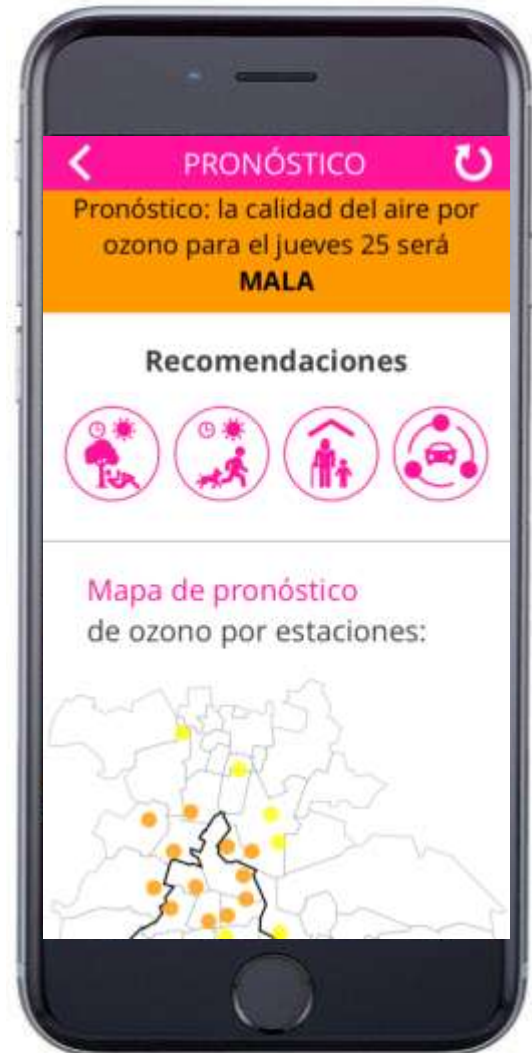 PRONÓSTICO
Pronóstico: la calidad del aire por
ozono para el jueves 25 será
MALA
Recomendaciones
Mapa de pronóstico
de ozono por estaciones: